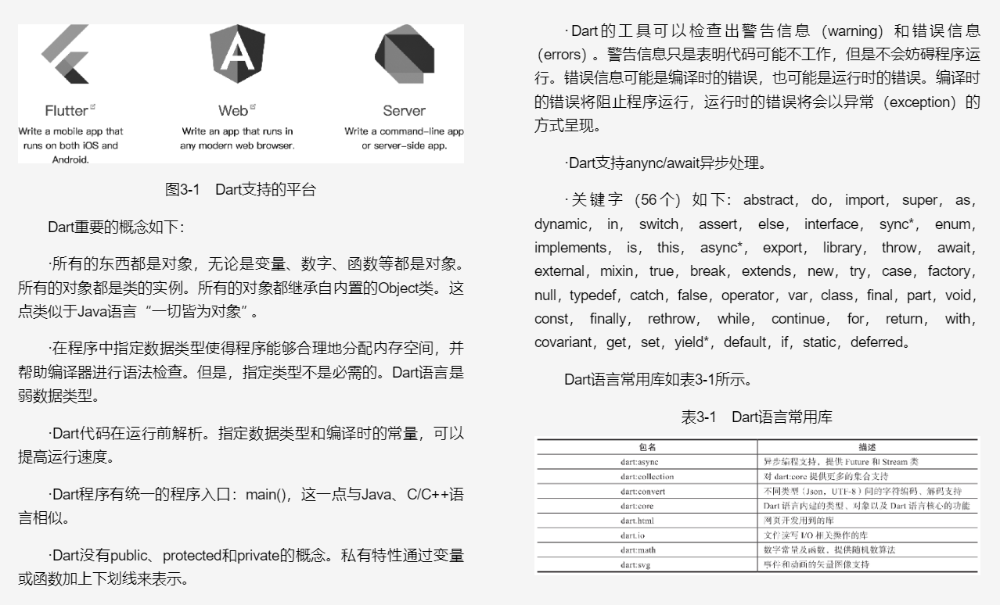 Flutter
Write a mobile app that
runs on both iOS and
Android.
Web
Write an app that runs in
any modern web browser.
Server
Write a command-line app
or server-side app.
图3-1 Dart支持的平台
Dart重要的概念如下：
·所有的东西都是对象，无论是变量、数字、函数等都是对象。
所有的对象都是类的实例。所有的对象都继承自内置的Object类。这
点类似于Java语言“一切皆为对象”。
·在程序中指定数据类型使得程序能够合理地分配内存空间，并
帮助编译器进行语法检查。但是，指定类型不是必需的。Dart语言是
弱数据类型。
·Dart代码在运行前解析。指定数据类型和编译时的常量，可以
提高运行速度。
·Dart程序有统一的程序入口：main()，这一点与Java、C/C++语
言相似。
·Dart没有public、protected和private的概念。私有特性通过变量
或函数加上下划线来表示。
·Dart的工具可以检查出警告信息（warning）和错误信息
（errors）。警告信息只是表明代码可能不工作，但是不会妨碍程序运
行。错误信息可能是编译时的错误，也可能是运行时的错误。编译时
的错误将阻止程序运行，运行时的错误将会以异常（exception）的
方式呈现。
·Dart支持anync/await异步处理。
·关键字（56个）如下：abstract，do，import，super，as，
dynamic，in，switch，assert，else，interface，sync*，enum，
implements，is，this，async*，export，library，throw，await，
external，mixin，true，break，extends，new，try，case，factory，
null，typedef，catch，false，operator，var，class，final，part，void，
const，finally，rethrow，while，continue，for，return，with，
covariant，get，set，yield*，default，if，static，deferred。
Dart语言常用库如表3-1所示。
表3-1 Dart语言常用库
包名 描述
dart:async 异步编程支持，提供 Future 和 Stream 类
dart:collection 对 dart:core 提供更多的集合支持
dart:convert 不同类型（Json，UTF-8）间的字符编码、解码支持
dart:core Dart 语言内建的类型、对象以及 Dart 语言核心的功能
dart.html 网页开发用到的库
dart.io 文件读写 I/O 相关操作的库
dart:math 数字常量及函数，提供随机数算法
dart:svg 事件和动画的矢量图像支持